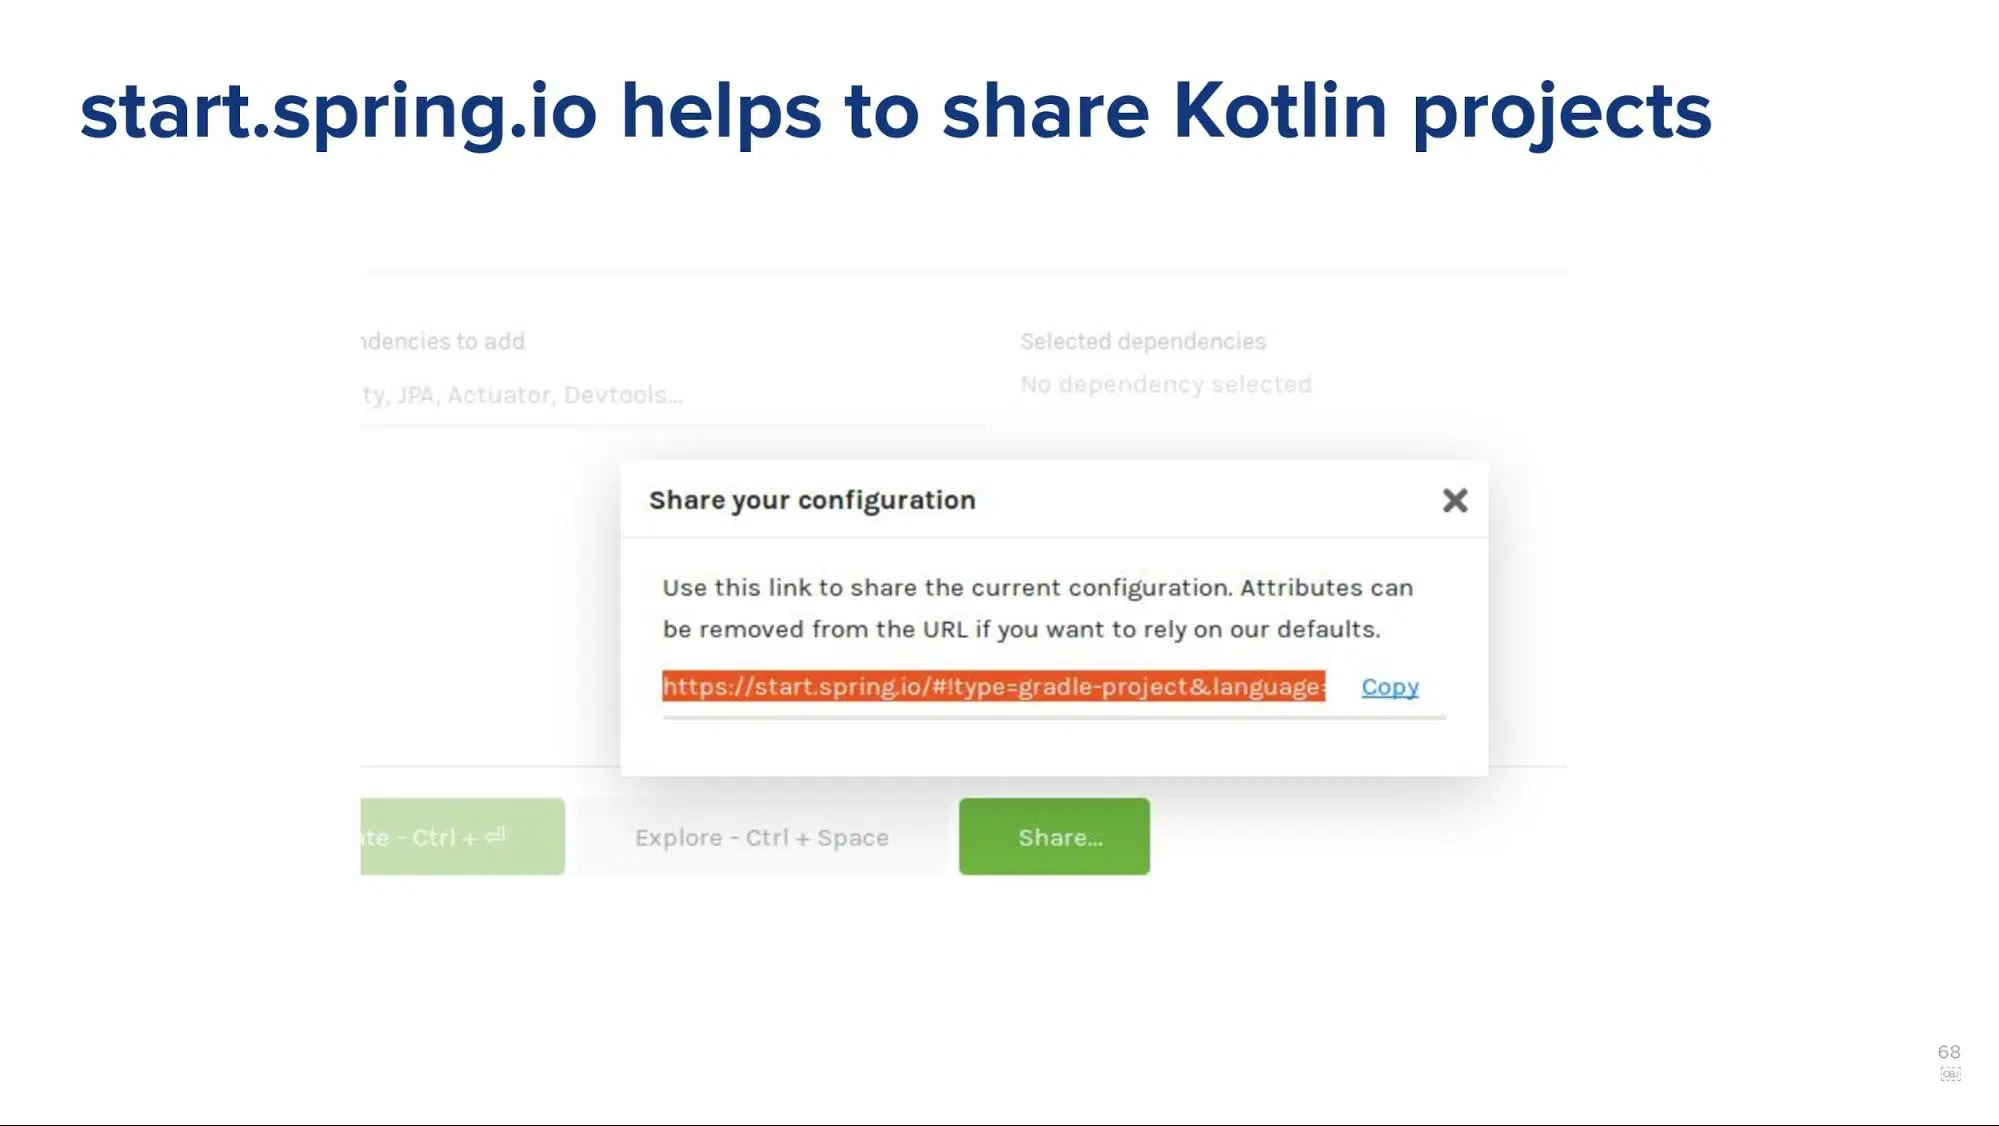 start.spring.io helps to share Kotlin projects
ndencies to add
Selected dependencies
ty, JPA, Actuator, Devtools...
No dependency selected
Share your configuration
Use this link to share the current configuration. Attributes can
be removed from the URL if you want to rely on our defaults.
https://start.spring.io/#!type=gradle-project&language=
Copy
te - Ctrl + ⏎
Explore - Ctrl + Space
Share...
68
OBJ